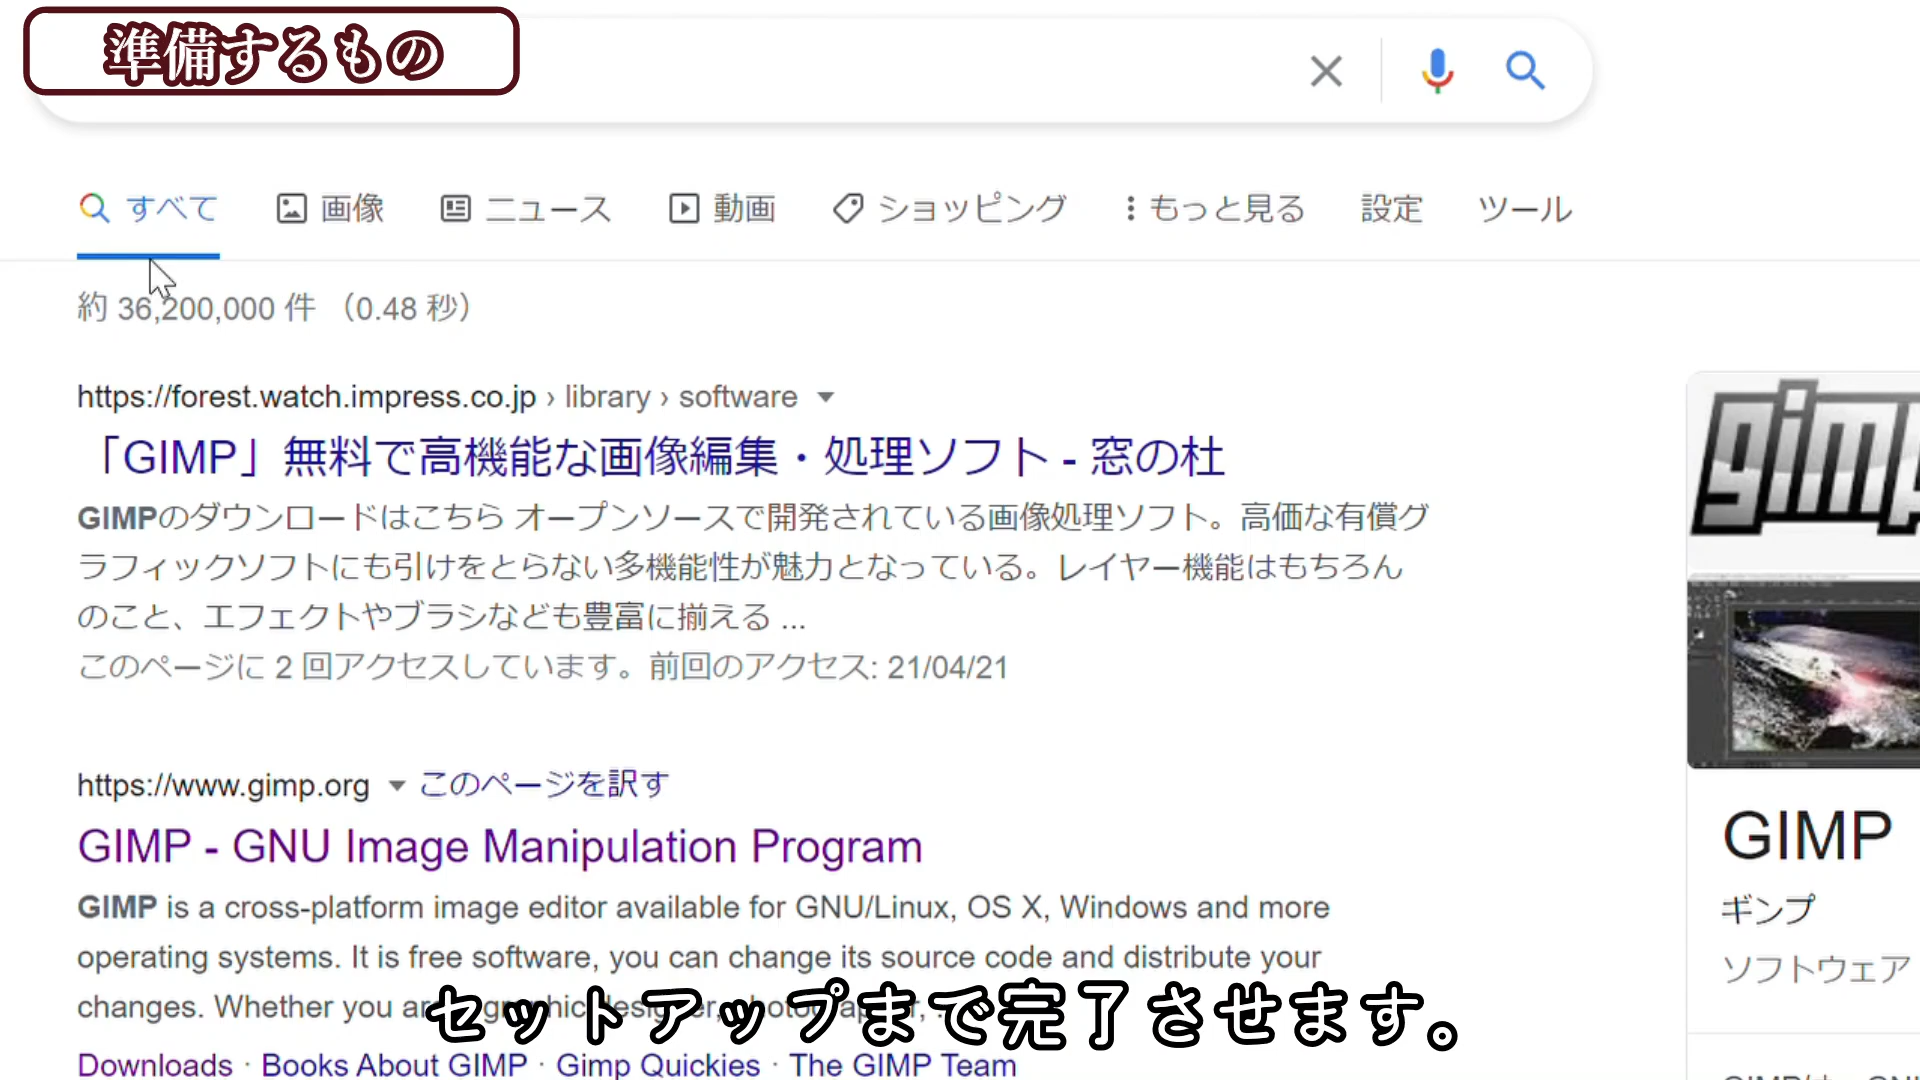 準備するもの
すべて 画像 ニュース 動画 ショッピング もっと見る 設定 ツール
約 36,200,000 件 （0.48 秒）
https://forest.watch.impress.co.jp › library › software
「GIMP」無料で高機能な画像編集・処理ソフト - 窓の杜
GIMPのダウンロードはこちら オープンソースで開発されている画像処理ソフト。高価な有償グ
ラフィックソフトにも引けをとらない多機能性が魅力となっている。レイヤー機能はもちろん
のこと、エフェクトやブラシなども豊富に揃える ...
このページに 2 回アクセスしています。前回のアクセス: 21/04/21
https://www.gimp.org このページを訳す
GIMP - GNU Image Manipulation Program
GIMP is a cross-platform image editor available for GNU/Linux, OS X, Windows and more
operating systems. It is free software, you can change its source code and distribute your
changes. Whether you
セットアップまで完了させます。
Downloads · Books About GIMP · Gimp Quickies · The GIMP Team
gimp
GIMP
ギンプ
ソフトウェア